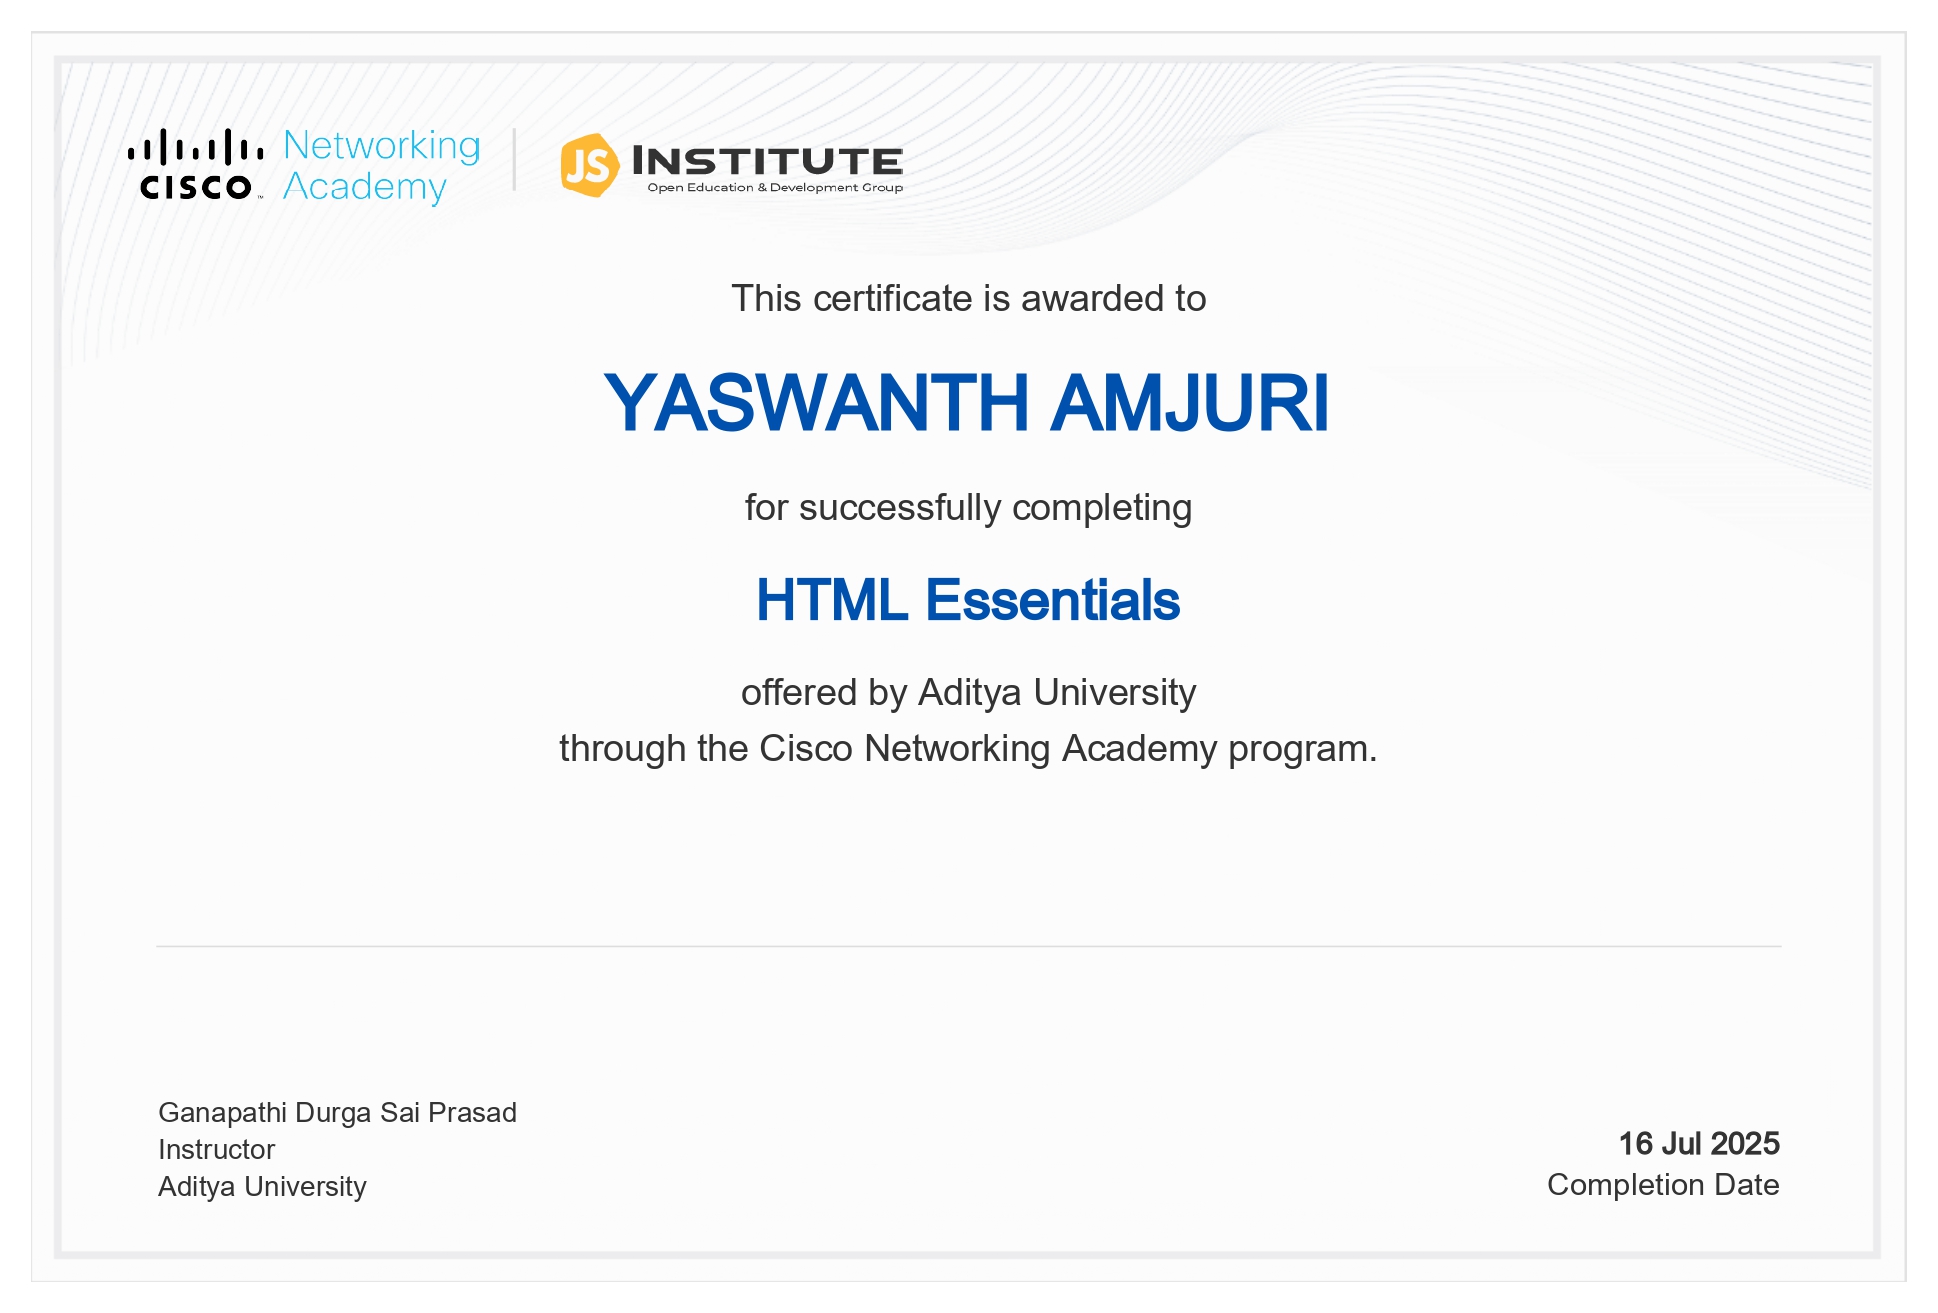 CISCO™ Networking Academy
JS INSTITUTE
Open Education & Development Group
This certificate is awarded to
YASWANTH AMJURI
for successfully completing
HTML Essentials
offered by Aditya University
through the Cisco Networking Academy program.
Ganapathi Durga Sai Prasad
Instructor
Aditya University
16 Jul 2025
Completion Date